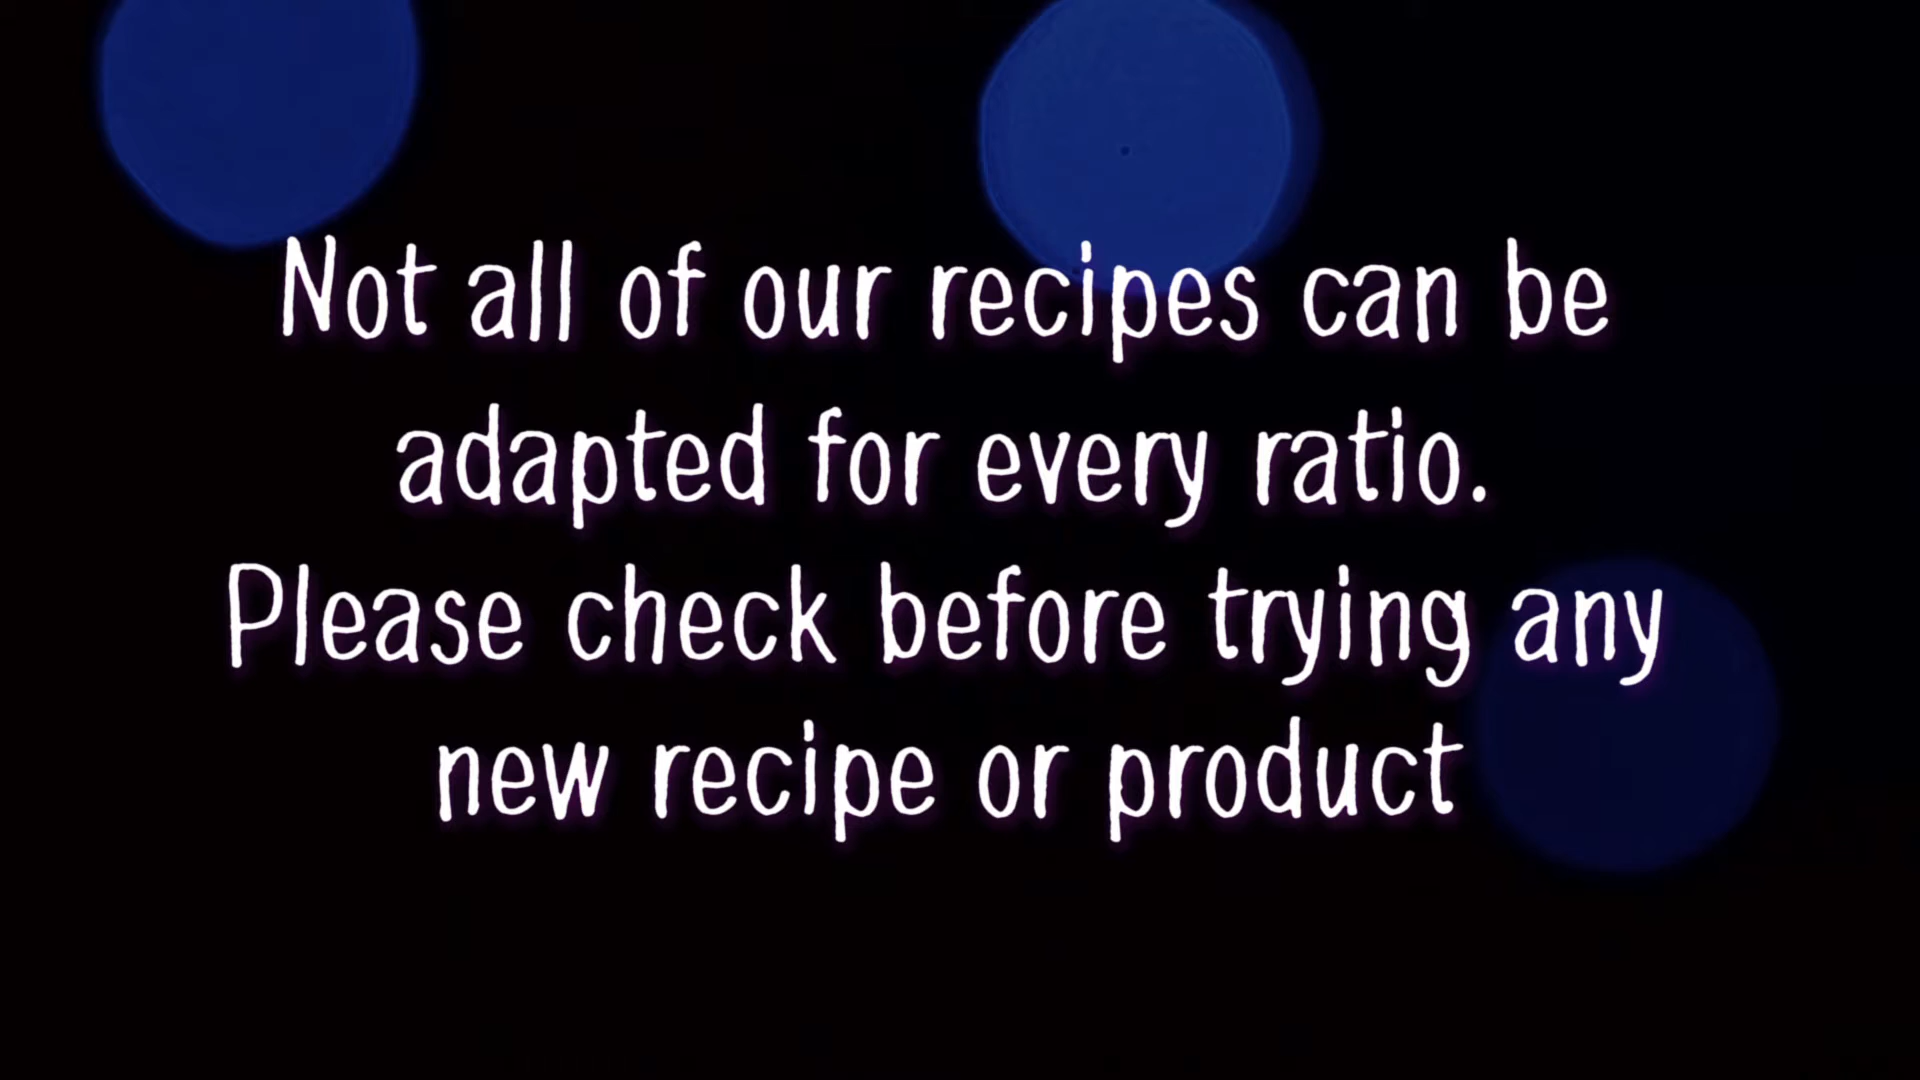 Not all of our recipes can be
adapted for every ratio.
Please check before trying any
new recipe or product